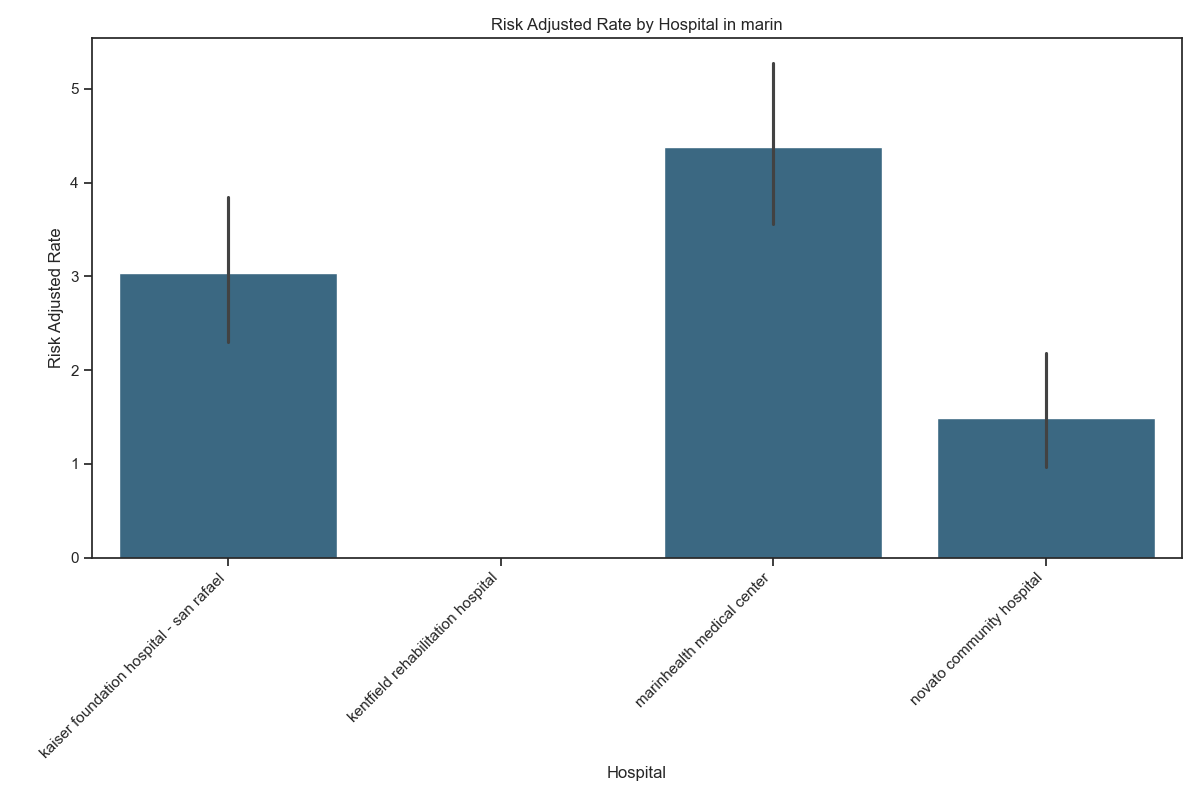 Risk Adjusted Rate by Hospital in marin
Risk Adjusted Rate
5
4
3
2
1
0
kaiser foundation hospital - san rafael
kentfield rehabilitation hospital
marinhealth medical center
novato community hospital
Hospital